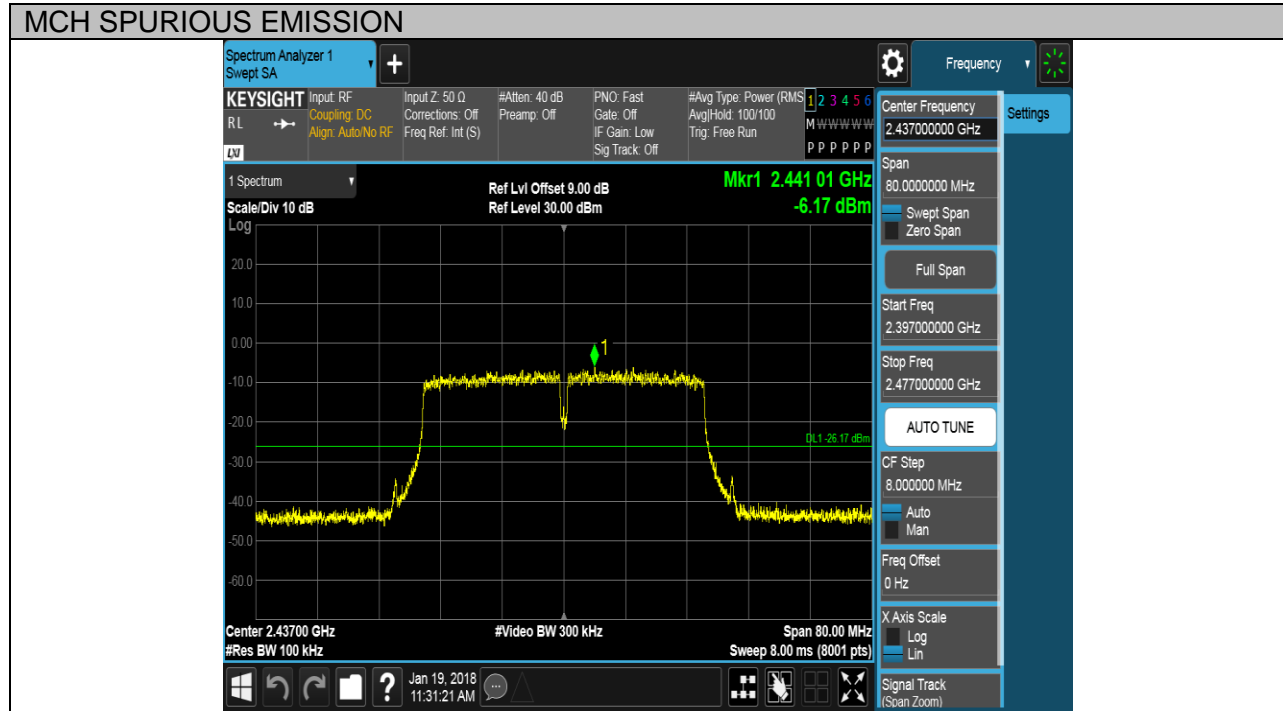 MCH SPURIOUS EMISSION
Spectrum Analyzer 1
Swept SA
+
Frequency
KEYSIGHT
RL
LXI
Input: RF
Coupling: DC
Align: Auto/No RF
Input Z: 50 Ω
Corrections: Off
Freq Ref: Int (S)
#Atten: 40 dB
Preamp: Off
PNO: Fast
Gate: Off
IF Gain: Low
Sig Track: Off
#Avg Type: Power (RMS
Avg|Hold: 100/100
Trig: Free Run
1 2 3 4 5 6
M W W W W W
P P P P P P
1 Spectrum
Scale/Div 10 dB
Log
Ref Lvl Offset 9.00 dB
Ref Level 30.00 dBm
Mkr1 2.441 01 GHz
-6.17 dBm
20.0
10.0
0.00
1
-10.0
-20.0
DL1 -26.17 dBm
-30.0
-40.0
-50.0
-60.0
Center 2.43700 GHz
#Res BW 100 kHz
#Video BW 300 kHz
Span 80.00 MHz
Sweep 8.00 ms (8001 pts)
?
Jan 19, 2018
11:31:21 AM
Center Frequency
2.437000000 GHz
Settings
Span
80.0000000 MHz
Swept Span
Zero Span
Full Span
Start Freq
2.397000000 GHz
Stop Freq
2.477000000 GHz
AUTO TUNE
CF Step
8.000000 MHz
Auto
Man
Freq Offset
0 Hz
X Axis Scale
Log
Lin
Signal Track
(Span Zoom)